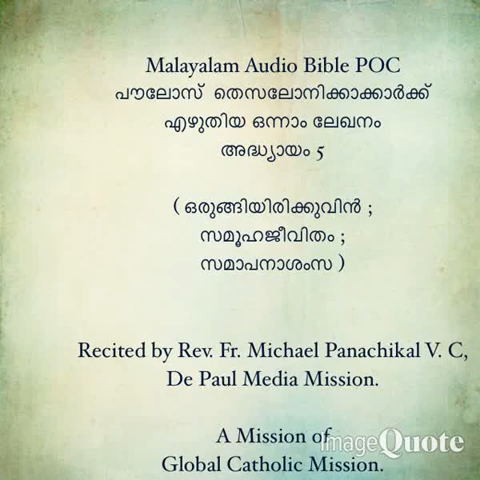 Malayalam Audio Bible POC
പൗലോസ് തെസലോനിക്കാക്കാർക്ക്
എഴുതിയ ഒന്നാം ലേഖനം
അദ്ധ്യായം 5
( ഒരുങ്ങിയിരിക്കുവിൻ ;
സമൂഹജീവിതം ;
സമാപനാശംസ )
Recited by Rev. Fr. Michael Panachikal V. C,
De Paul Media Mission.
A Mission of
Global Catholic Mission.
ImageQuote